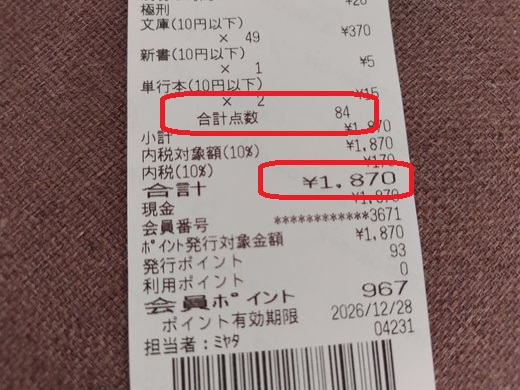 極刑 ¥20
文庫(10円以下)
× 49 ¥370
新書(10円以下)
× 1 ¥5
単行本(10円以下)
× 2 ¥15
合計点数 84
小計 ¥1,870
内税対象額(10%) ¥1,870
内税(10%) ¥170
合計 ¥1,870
現金 ¥1,870
会員番号 ************3671
ポイント発行対象金額 ¥1,870
発行ポイント 93
利用ポイント 0
会員ポイント 967
ポイント有効期限 2026/12/28
担当者：ミヤタ 04231